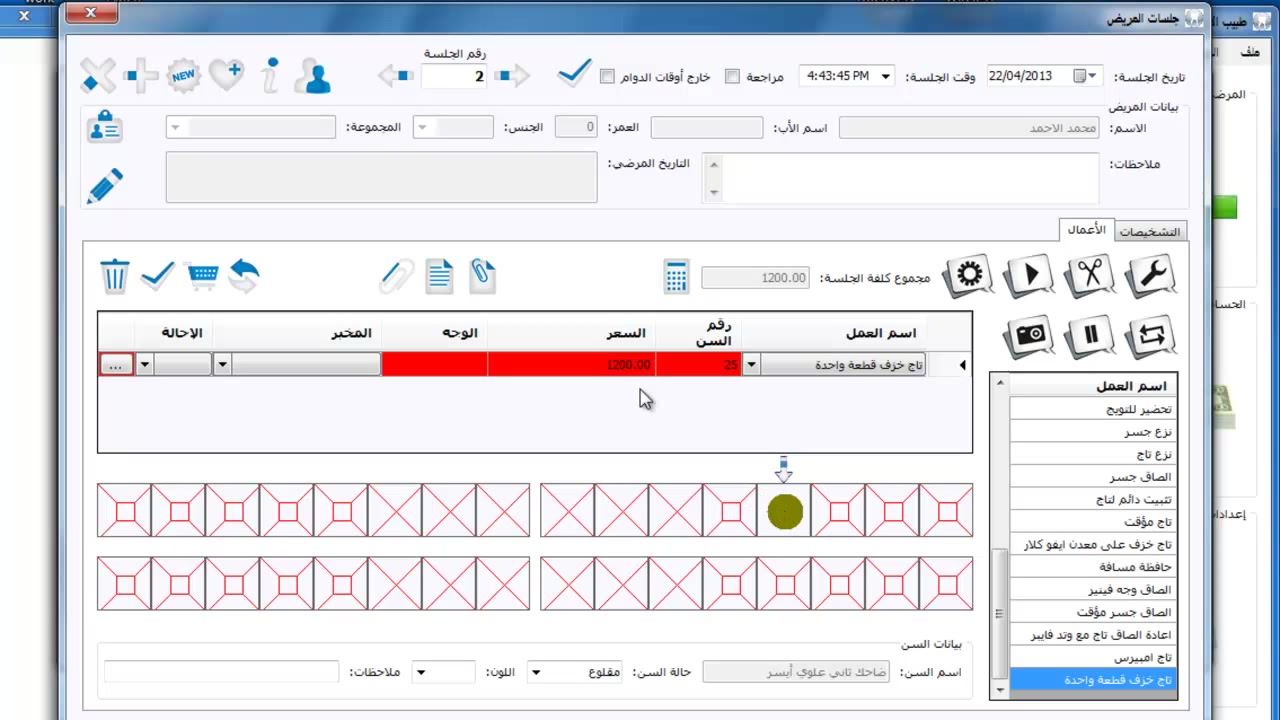 جلسات المريض
طبيب ال
ملف
تاريخ الجلسة: 22/04/2013 وقت الجلسة: 4:43:45 PM مراجعة خارج أوقات الدوام
رقم الجلسة
2
NEW
المرض
بيانات المريض
الاسم: محمد الاحمد اسم الأب: العمر: 0 الجنس: المجموعة:
ملاحظات: التاريخ المرضي:
التشخيصات الأعمال
مجموع كلفة الجلسة: 1200.00
الحسا
اسم العمل رقم السن السعر الوجه المخبر الإحالة
تاج خزف قطعة واحدة 25 1200.00 ...
اسم العمل
تحضير للتويج
نزع جسر
نزع تاج
الصاق جسر
تثبيت دائم لتاج
تاج مؤقت
تاج خزف على معدن ايفو كلار
حافظة مسافة
الصاق وجه فينير
الصاق جسر مؤقت
اعادة الصاق تاج مع وتد فايبر
تاج امبيرس
تاج خزف قطعة واحدة
إعدادات
بيانات السن
اسم السن: ضاحك ثاني علوي أيسر حالة السن: مقلوع اللون: ملاحظات: